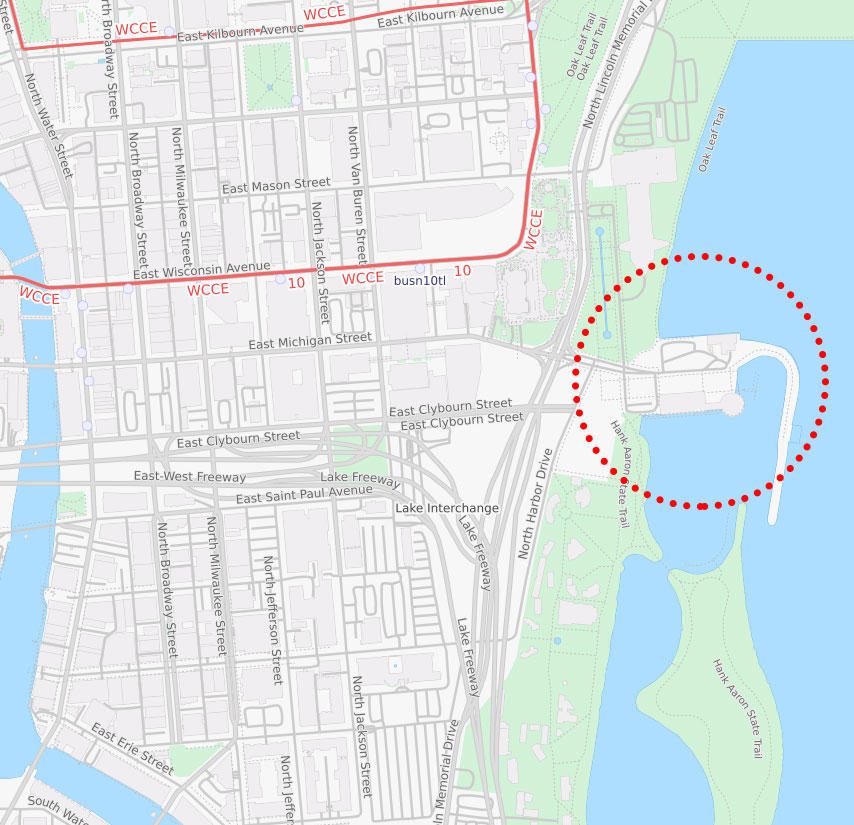 WCCE
WCCE
East Kilbourn Avenue
East Kilbourn Avenue
Street
North Broadway Street
Oak Leaf Trail
Oak Leaf Trail
North Lincoln Memorial
North Water Street
North Broadway Street
North Milwaukee Street
North Van Buren Street
Oak Leaf Trail
East Mason Street
North Jackson Street
WCCE
East Wisconsin Avenue
WCCE
WCCE
10
WCCE
10
busn10tl
East Michigan Street
East Clybourn Street
East Clybourn Street
East Clybourn Street
Hank Aaron State Trail
East-West Freeway
Lake Freeway
East Saint Paul Avenue
Lake Interchange
North Harbor Drive
Lake Freeway
North Broadway Street
North Milwaukee Street
North Jefferson Street
Lake Freeway
Hank Aaron State Trail
North Jackson Street
East Erie Street
North Jeffer
ln Memorial Drive
South Wate